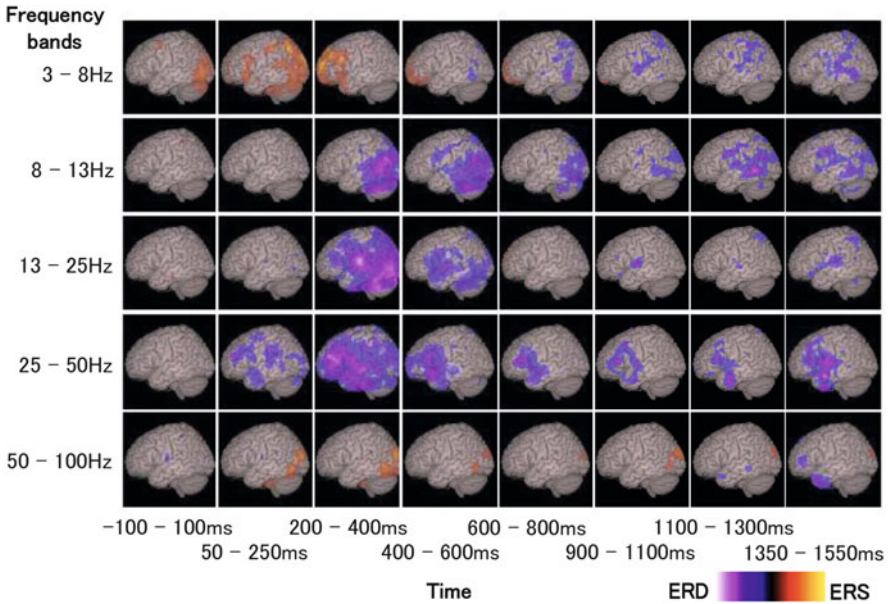 Frequency
bands
3 – 8Hz
8 – 13Hz
13 – 25Hz
25 – 50Hz
50 – 100Hz
−100 – 100ms 200 – 400ms 600 – 800ms 1100 – 1300ms
50 – 250ms 400 – 600ms 900 – 1100ms 1350 – 1550ms
Time ERD ERS